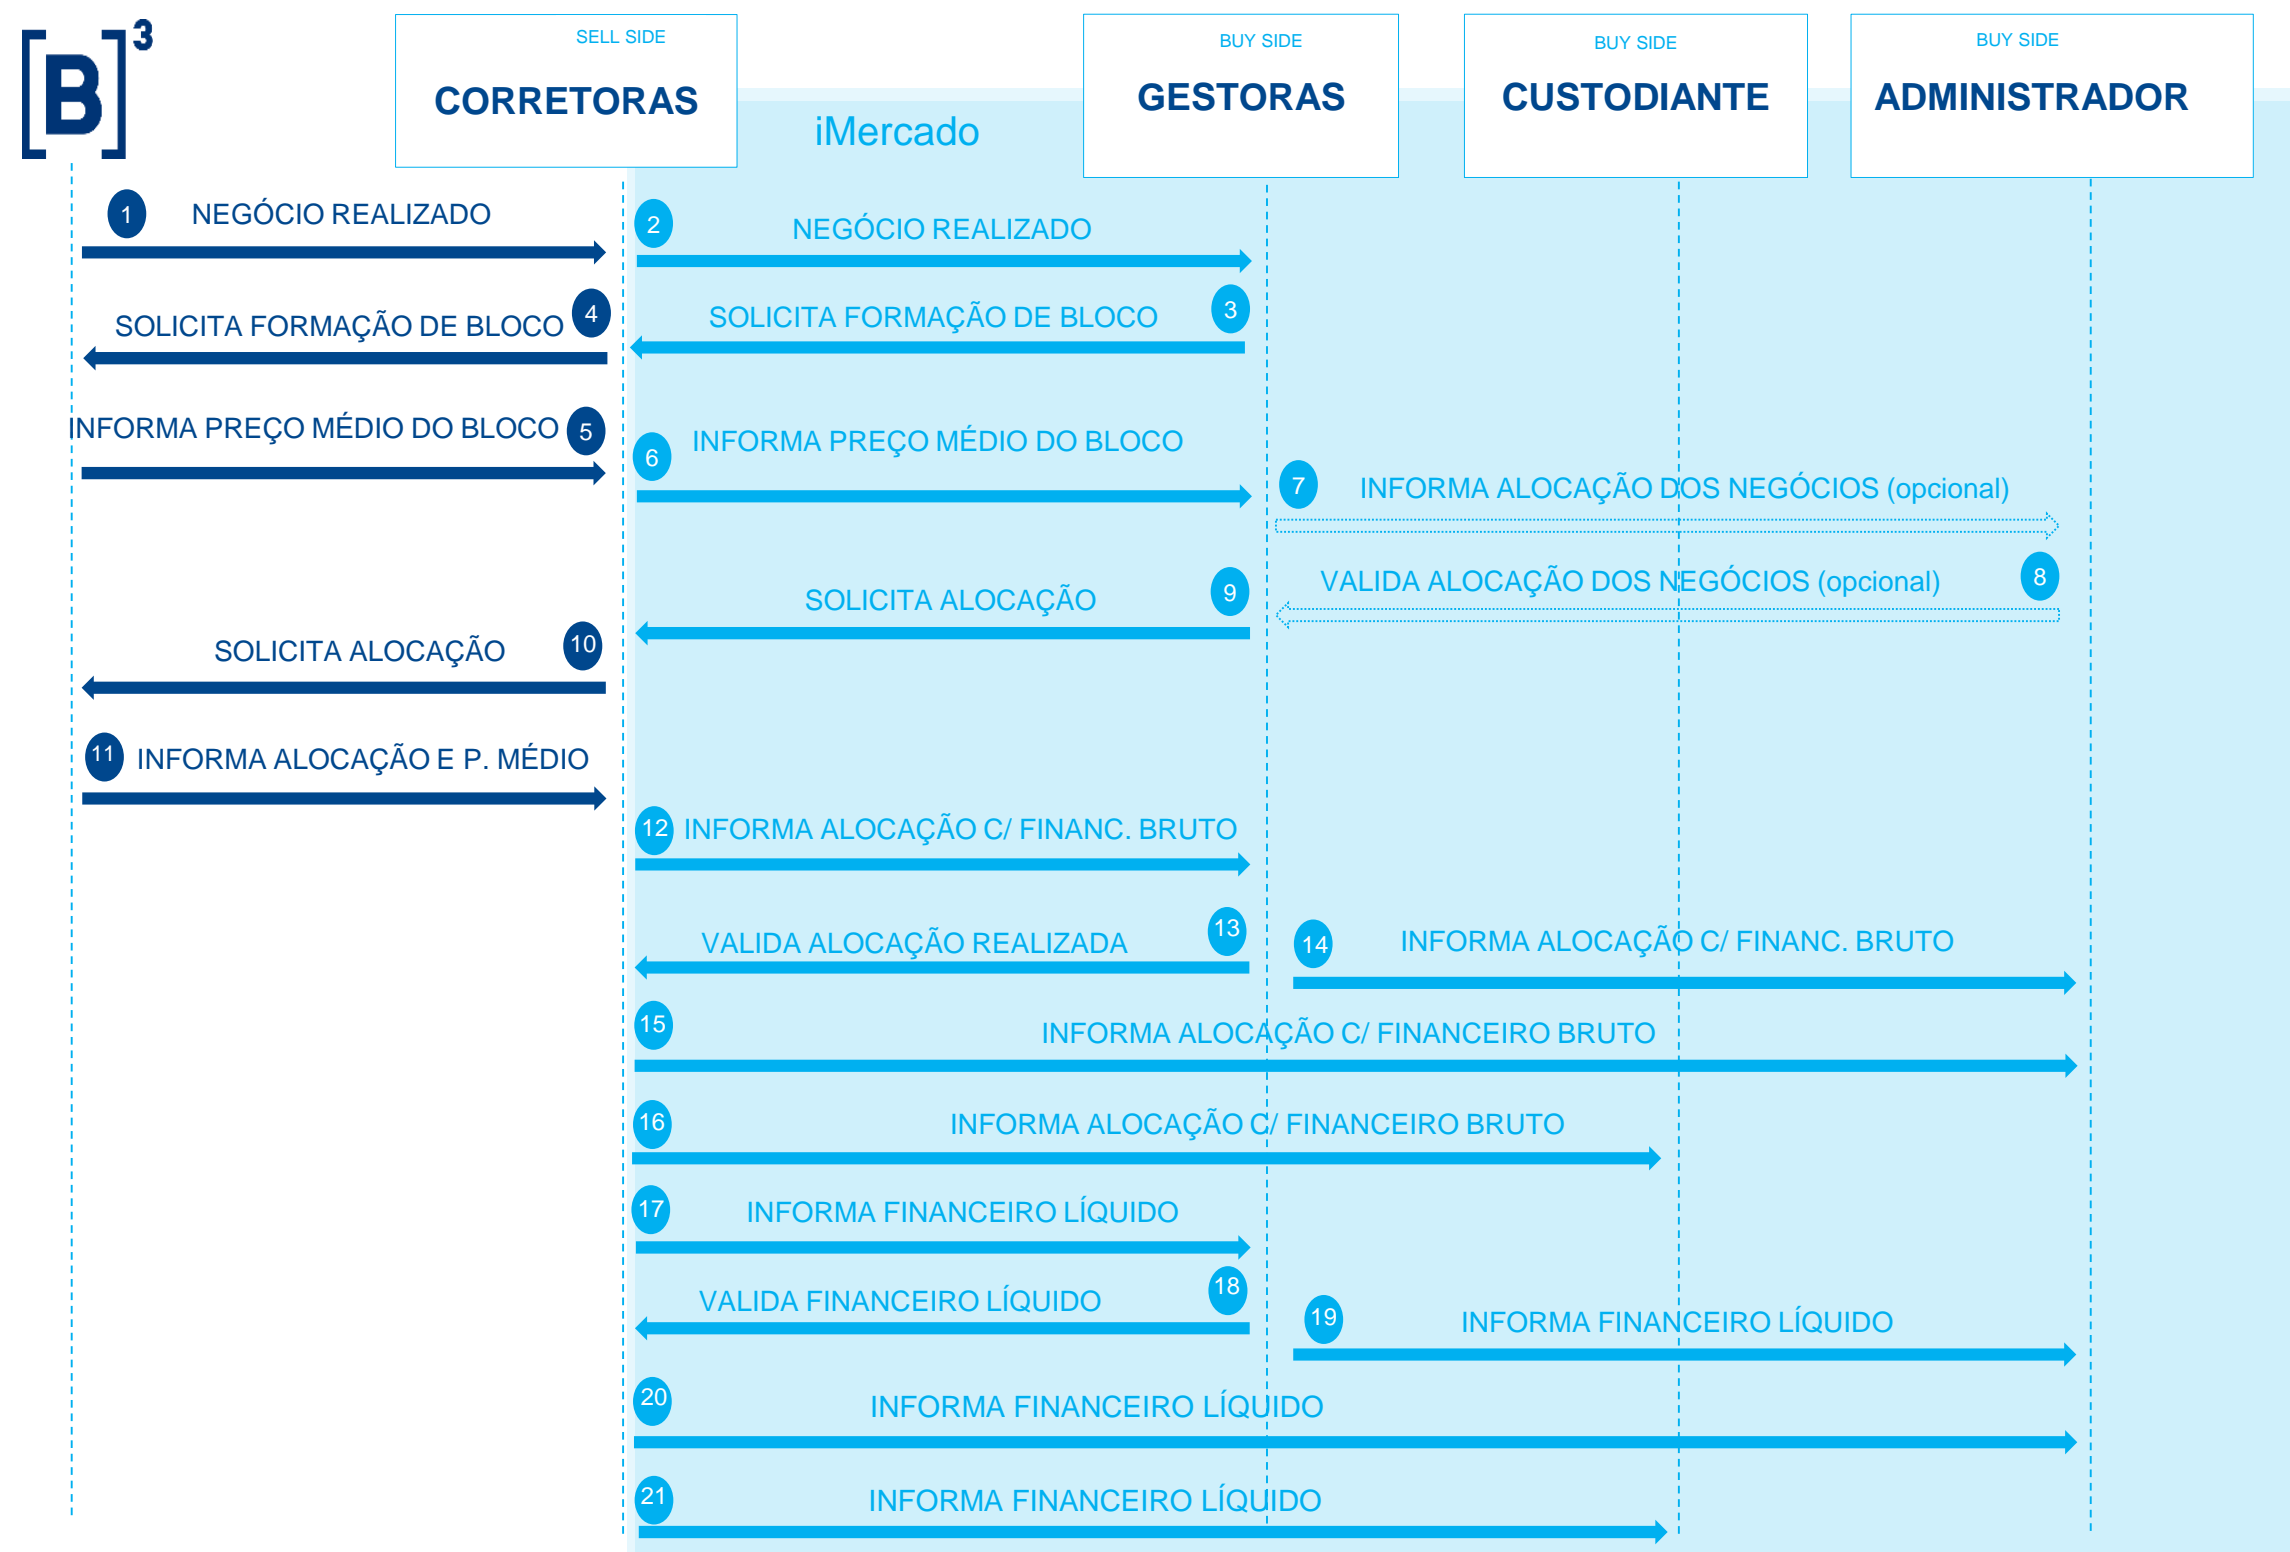 [B]³
SELL SIDE
CORRETORAS
BUY SIDE
GESTORAS
BUY SIDE
CUSTODIANTE
BUY SIDE
ADMINISTRADOR
iMercado
1 NEGÓCIO REALIZADO
2 NEGÓCIO REALIZADO
SOLICITA FORMAÇÃO DE BLOCO 3
SOLICITA FORMAÇÃO DE BLOCO 4
INFORMA PREÇO MÉDIO DO BLOCO 5
6 INFORMA PREÇO MÉDIO DO BLOCO
7 INFORMA ALOCAÇÃO DOS NEGÓCIOS (opcional)
VALIDA ALOCAÇÃO DOS NEGÓCIOS (opcional) 8
SOLICITA ALOCAÇÃO 9
SOLICITA ALOCAÇÃO 10
11 INFORMA ALOCAÇÃO E P. MÉDIO
12 INFORMA ALOCAÇÃO C/ FINANC. BRUTO
VALIDA ALOCAÇÃO REALIZADA 13
14 INFORMA ALOCAÇÃO C/ FINANC. BRUTO
15 INFORMA ALOCAÇÃO C/ FINANCEIRO BRUTO
16 INFORMA ALOCAÇÃO C/ FINANCEIRO BRUTO
17 INFORMA FINANCEIRO LÍQUIDO
VALIDA FINANCEIRO LÍQUIDO 18
19 INFORMA FINANCEIRO LÍQUIDO
20 INFORMA FINANCEIRO LÍQUIDO
21 INFORMA FINANCEIRO LÍQUIDO